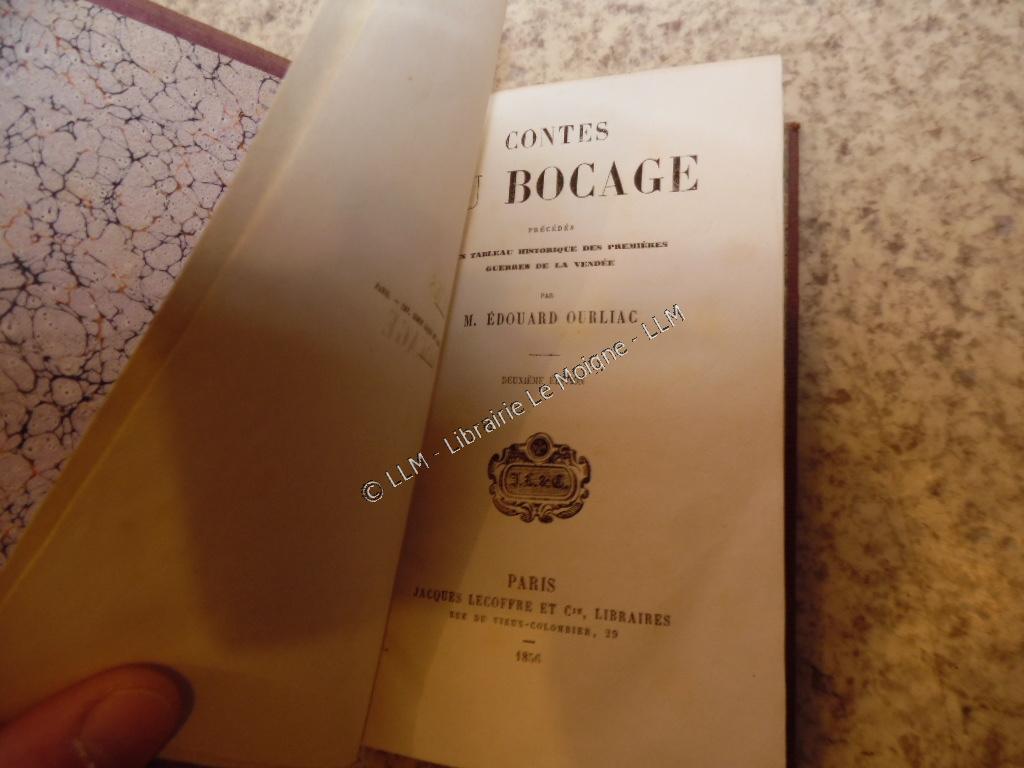 CONTES
U BOCAGE
PRÉCÉDÉS
N TABLEAU HISTORIQUE DES PREMIÈRES
GUERRES DE LA VENDÉE
PAR
M. ÉDOUARD OURLIAC
DEUXIÈME
© LLM - Librairie Le Moigne - LLM
J. L. & C.
PARIS
JACQUES LECOFFRE ET Cie, LIBRAIRES
RUE DU VIEUX-COLOMBIER, 29
1856